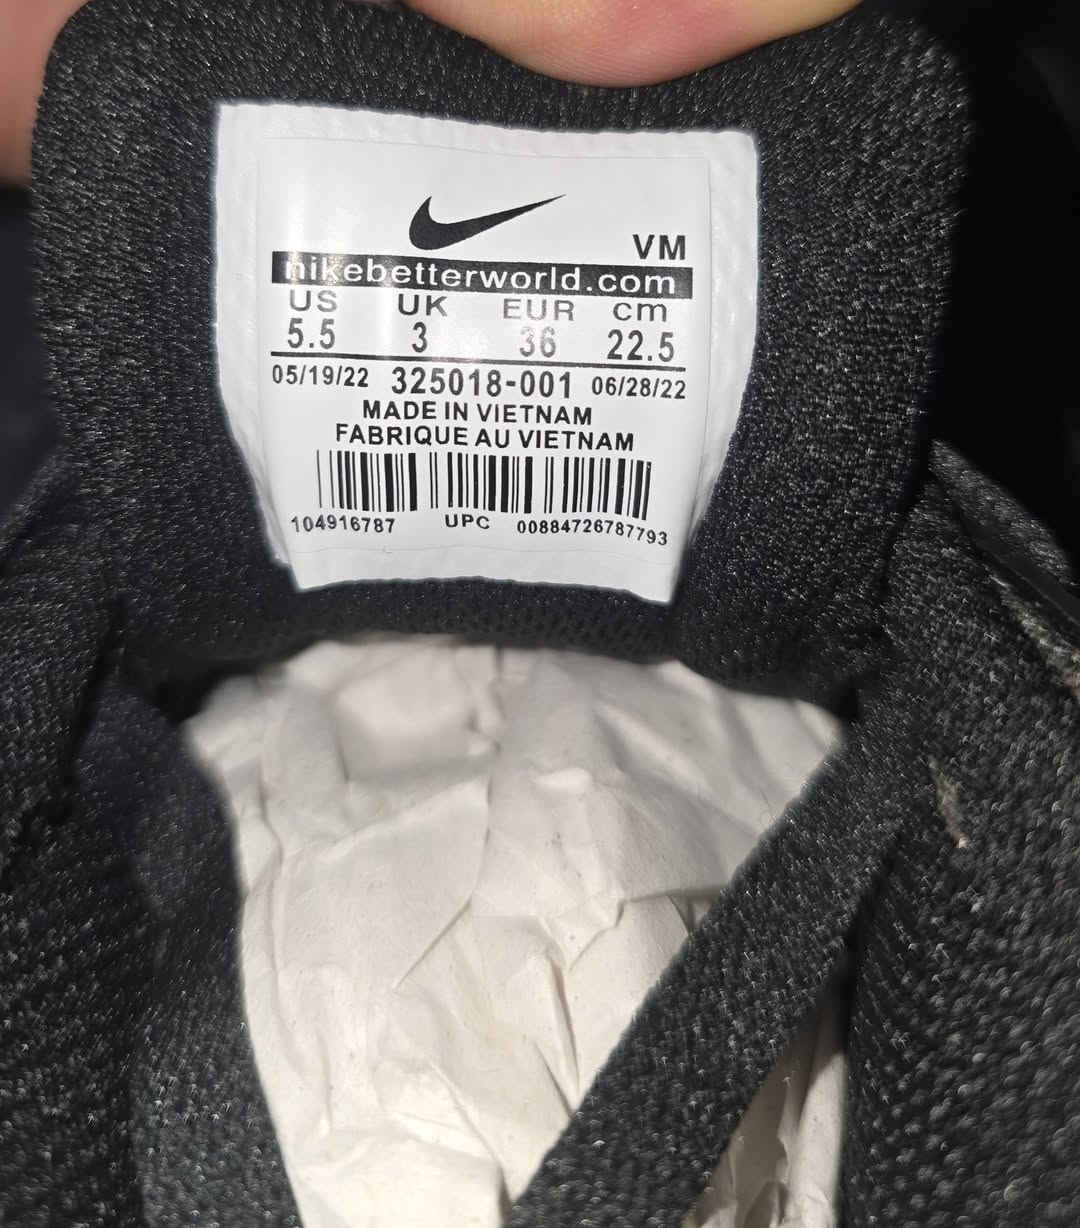 VM
nikebetterworld.com
US UK EUR cm
5.5 3 36 22.5
05/19/22 325018-001 06/28/22
MADE IN VIETNAM
FABRIQUE AU VIETNAM
104916787 UPC 00884726787793